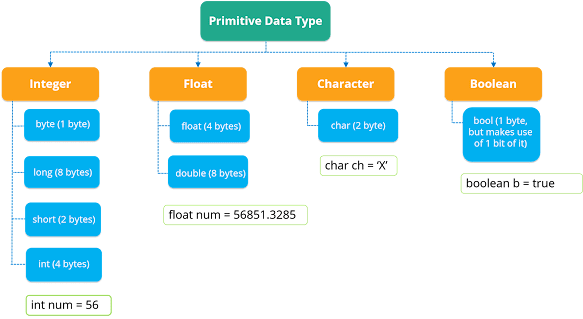 Primitive Data Type
Integer
Float
Character
Boolean
byte (1 byte)
long (8 bytes)
short (2 bytes)
int (4 bytes)
int num = 56
float (4 bytes)
double (8 bytes)
float num = 56851.3285
char (2 byte)
char ch = ‘X’
bool (1 byte,
but makes use
of 1 bit of it)
boolean b = true